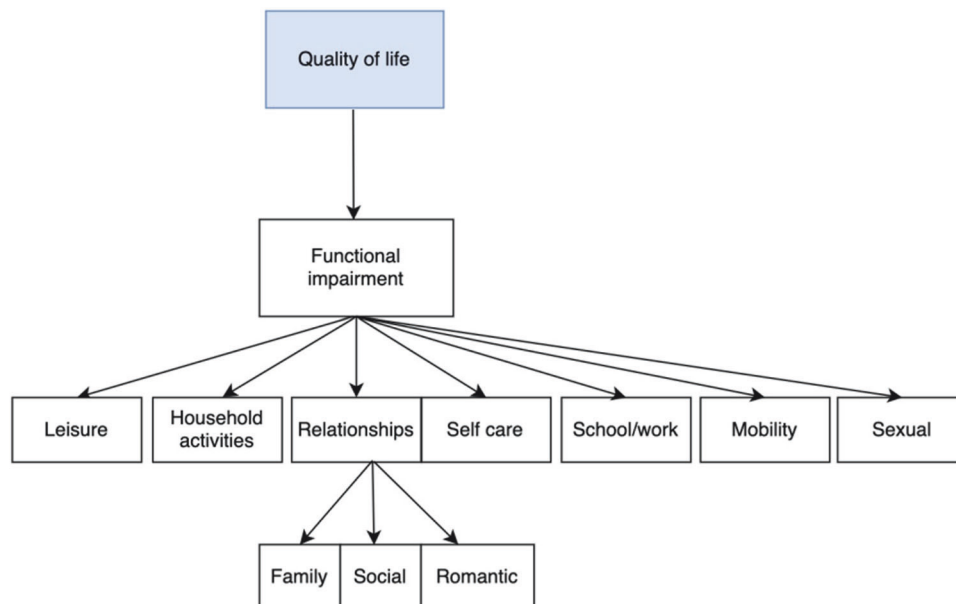 Quality of life
Functional
impairment
Leisure
Household
activities
Relationships
Self care
School/work
Mobility
Sexual
Family
Social
Romantic